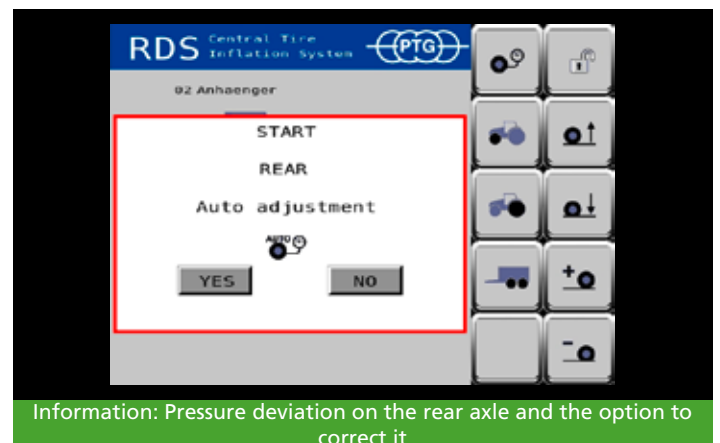 RDS Central Tire
Inflation System PTG
02 Anhaenger
START
REAR
Auto adjustment
AUTO
YES NO
+
-
Information: Pressure deviation on the rear axle and the option to
correct it